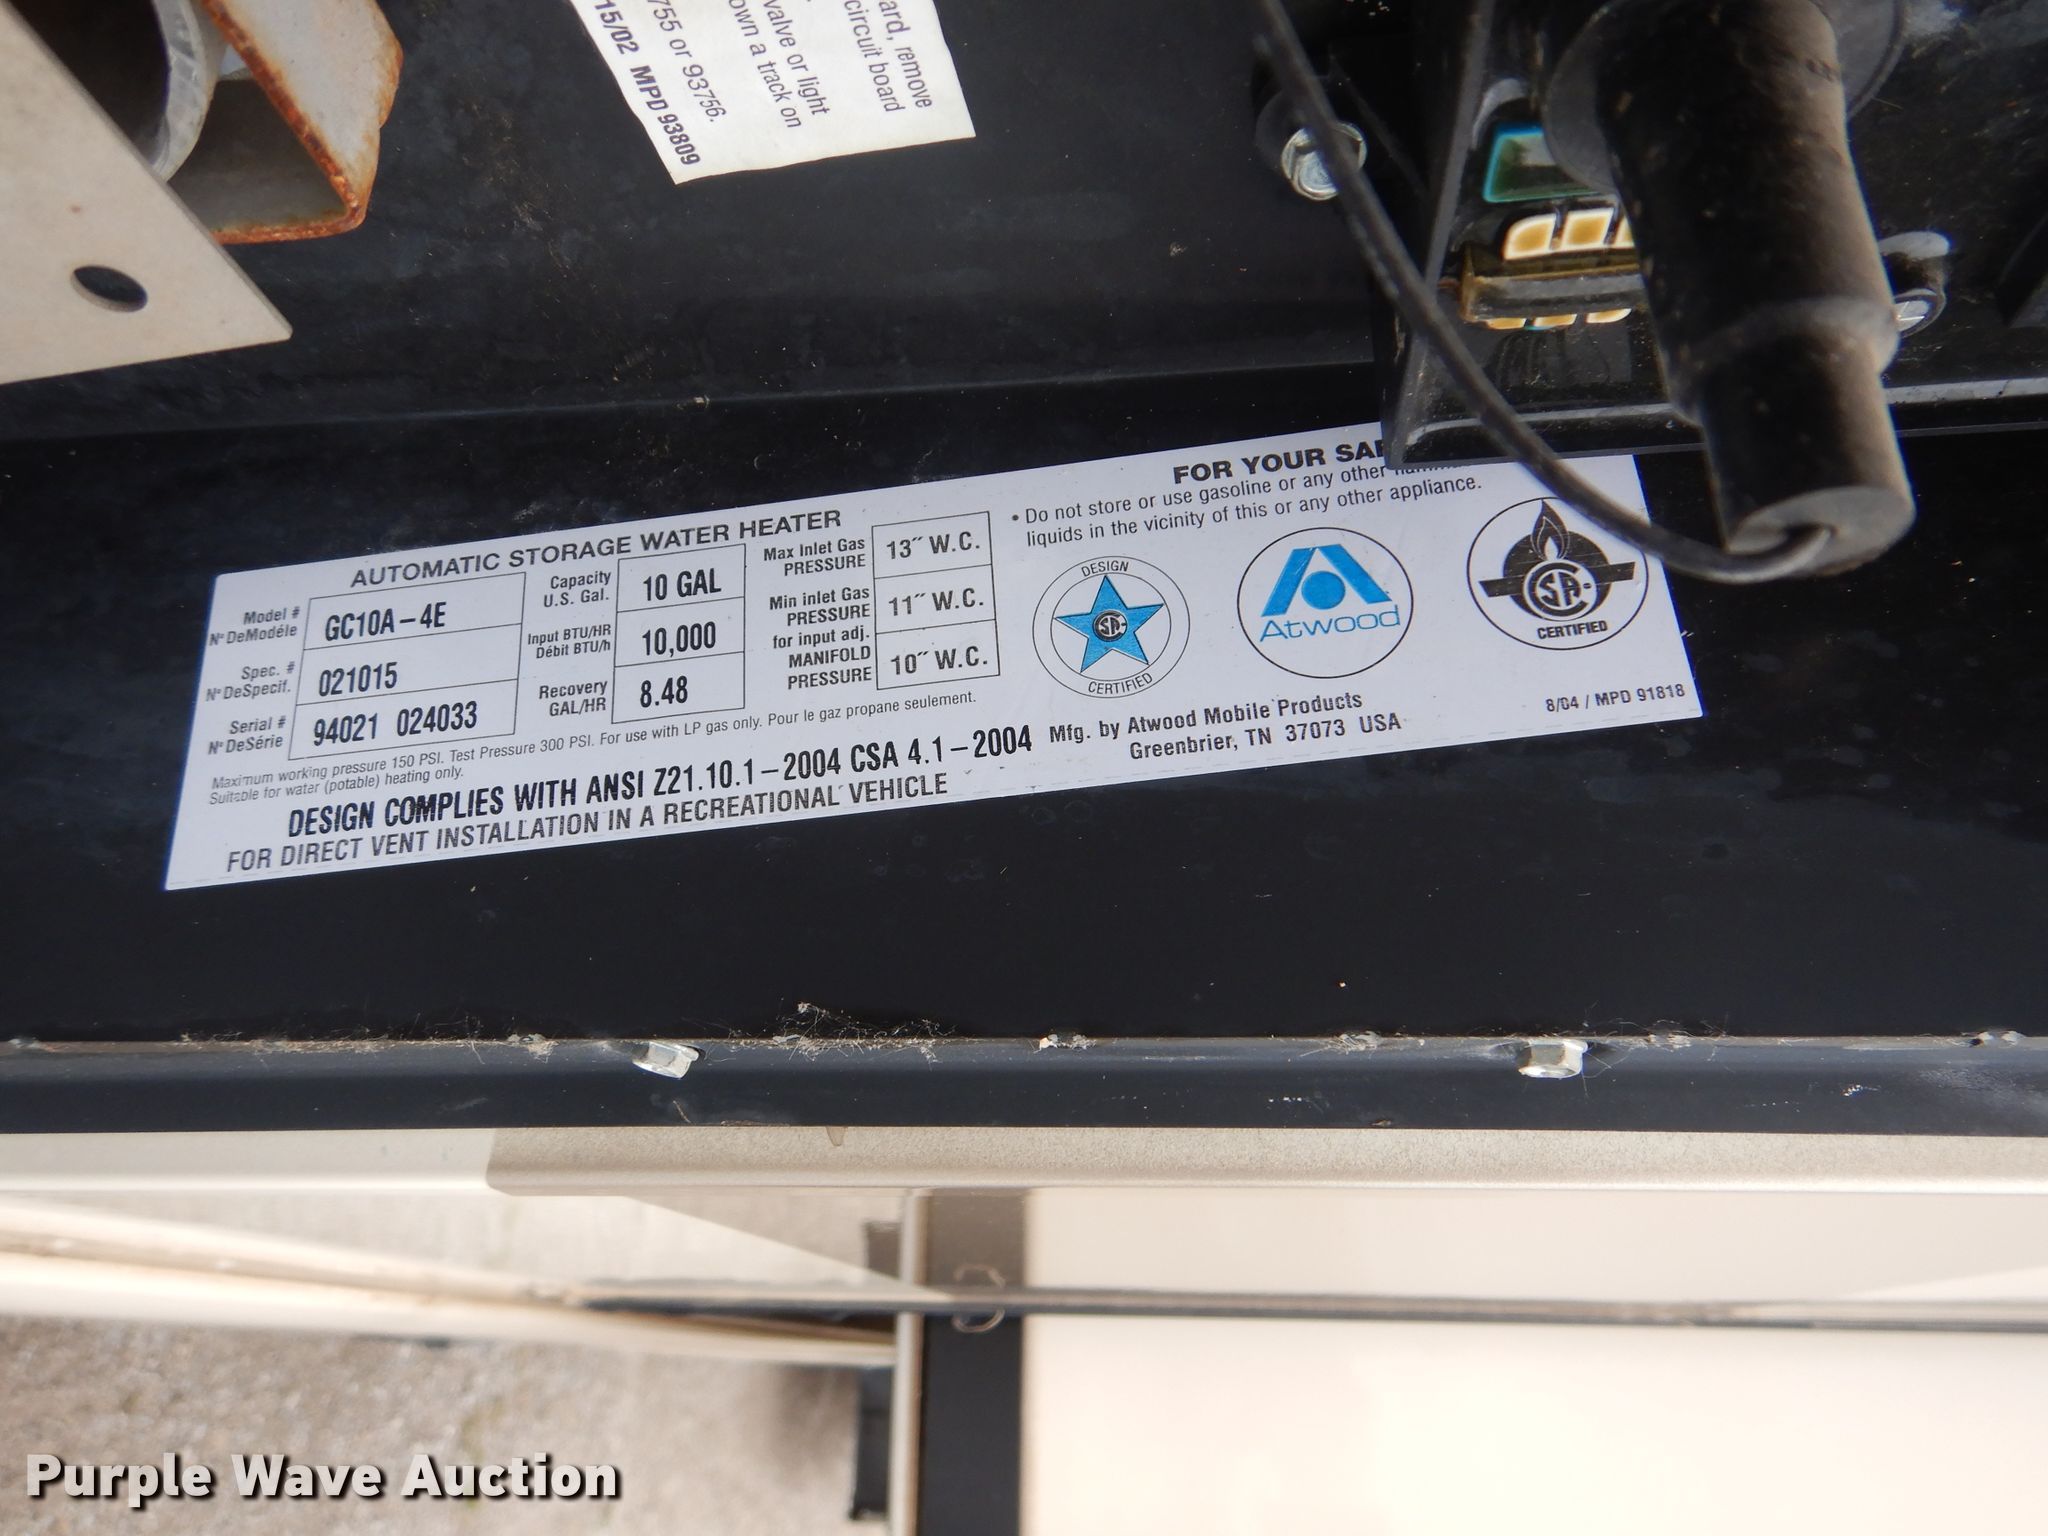 ard, remove
circuit board
valve or light
own a track on
755 or 93756.
15/02 MPD 93809
AUTOMATIC STORAGE WATER HEATER
Model #
N° DeModéle
GC10A-4E
Spec. #
N° DeSpecif.
021015
Serial #
N° DeSérie
94021 024033
Capacity
U.S. Gal.
10 GAL
Input BTU/HR
Débit BTU/h
10,000
Recovery
GAL/HR
8.48
Max Inlet Gas
PRESSURE
13" W.C.
Min inlet Gas
PRESSURE
for input adj.
11" W.C.
MANIFOLD
PRESSURE
10" W.C.
Maximum working pressure 150 PSI. Test Pressure 300 PSI. For use with LP gas only. Pour le gaz propane seulement.
Suitable for water (potable) heating only.
DESIGN COMPLIES WITH ANSI Z21.10.1-2004 CSA 4.1-2004
FOR DIRECT VENT INSTALLATION IN A RECREATIONAL VEHICLE
FOR YOUR SAF
• Do not store or use gasoline or any other
liquids in the vicinity of this or any other appliance.
DESIGN
CSA
CERTIFIED
Atwood
CSA
CERTIFIED
Mfg. by Atwood Mobile Products
Greenbrier, TN 37073 USA
8/04 / MPD 91818
Purple Wave Auction